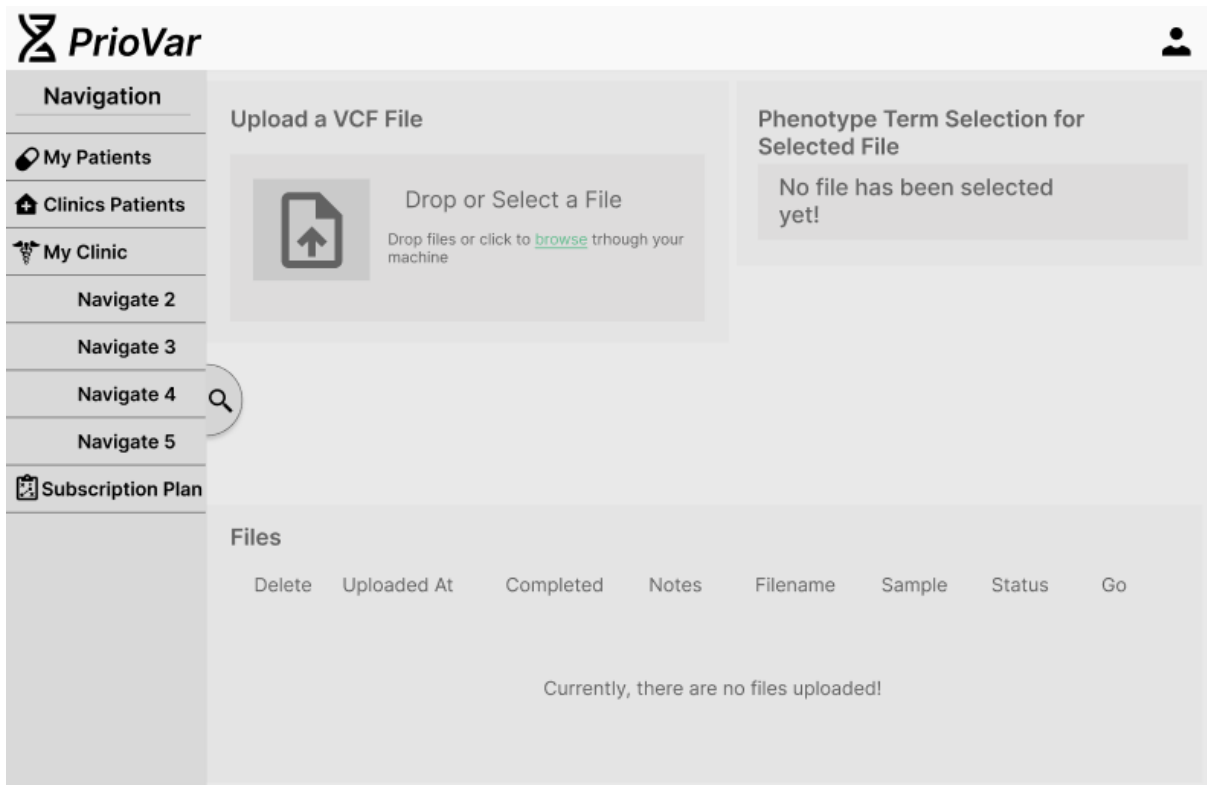 PrioVar
Navigation
My Patients
Clinics Patients
My Clinic
Navigate 2
Navigate 3
Navigate 4
Navigate 5
Subscription Plan
Upload a VCF File
Drop or Select a File
Drop files or click to browse trhough your
machine
Phenotype Term Selection for
Selected File
No file has been selected
yet!
Files
Delete Uploaded At Completed Notes Filename Sample Status Go
Currently, there are no files uploaded!